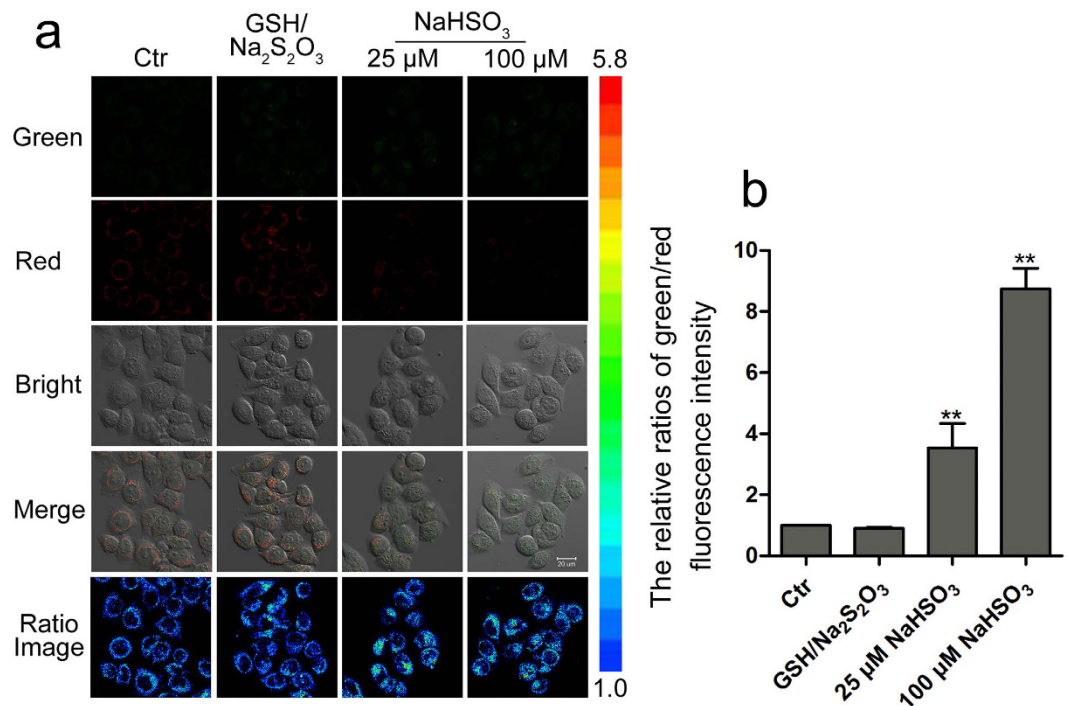 a
Ctr
GSH/
Na₂S₂O₃
NaHSO₃
25 μM
100 μM
5.8
Green
Red
Bright
Merge
20 um
Ratio
Image
1.0
b
The relative ratios of green/red
fluorescence intensity
10
8
6
4
2
0
**
**
Ctr
GSH/Na₂S₂O₃
25 μM NaHSO₃
100 μM NaHSO₃